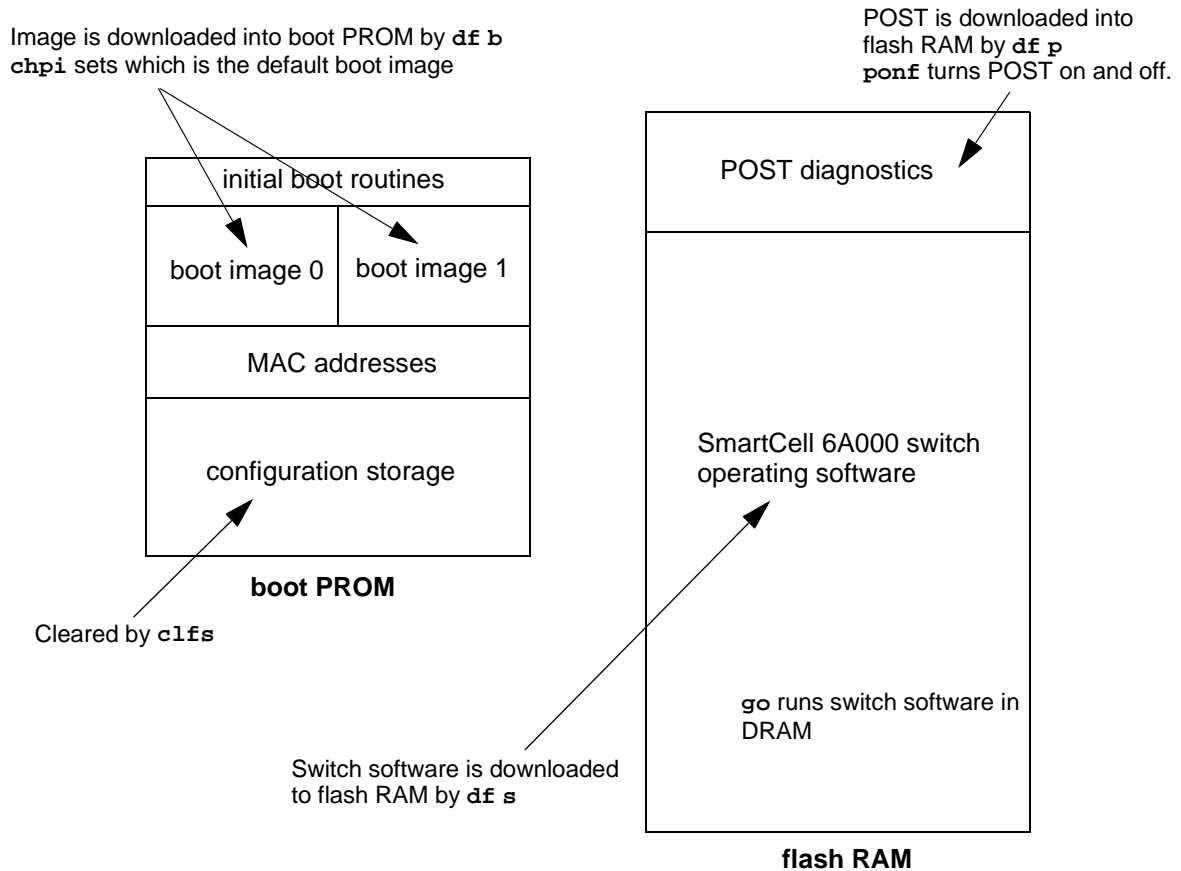 Image is downloaded into boot PROM by df b
chpi sets which is the default boot image
POST is downloaded into
flash RAM by df p
ponf turns POST on and off.
initial boot routines
boot image 0
boot image 1
MAC addresses
configuration storage
boot PROM
Cleared by clfs
POST diagnostics
SmartCell 6A000 switch
operating software
go runs switch software in
DRAM
Switch software is downloaded
to flash RAM by df s
flash RAM